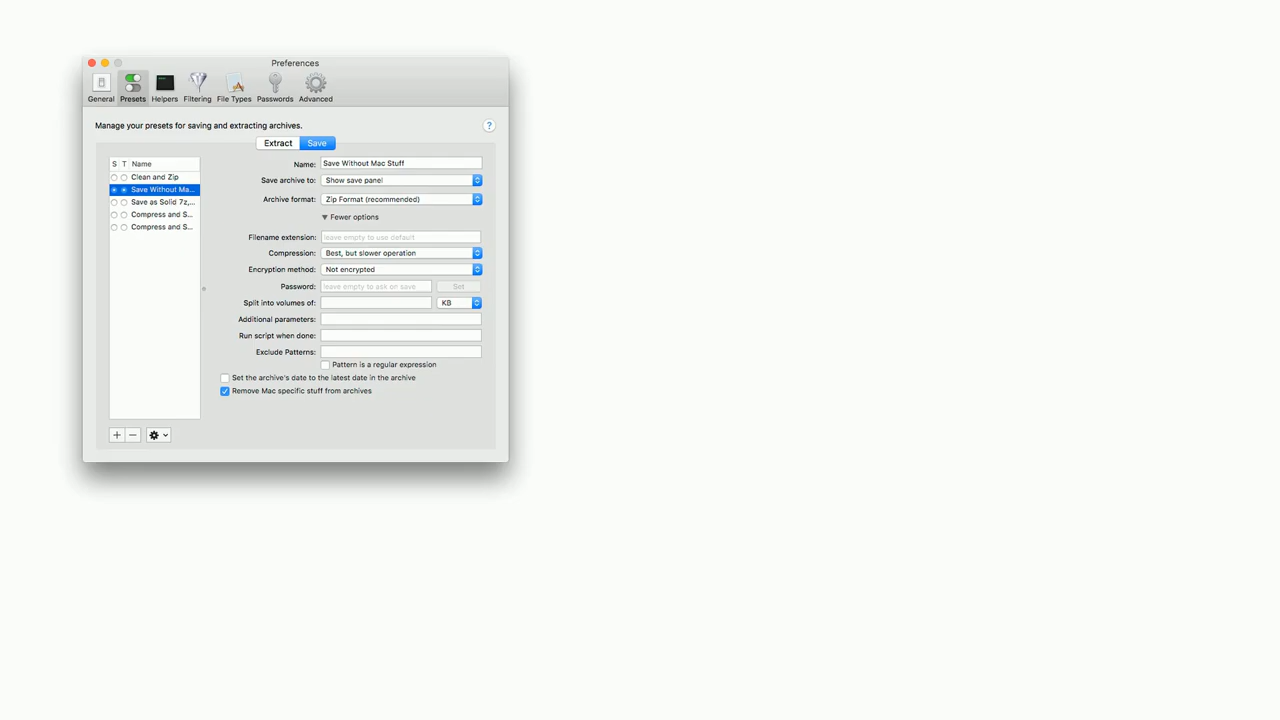 Preferences
General Presets Helpers Filtering File Types Passwords Advanced
Manage your presets for saving and extracting archives. ?
Extract Save
S T Name
Clean and Zip
Save Without Ma...
Save as Solid 7z,...
Compress and S...
Compress and S...
Name: Save Without Mac Stuff
Save archive to: Show save panel
Archive format: Zip Format (recommended)
Fewer options
Filename extension: leave empty to use default
Compression: Best, but slower operation
Encryption method: Not encrypted
Password: leave empty to ask on save Set
Split into volumes of: KB
Additional parameters:
Run script when done:
Exclude Patterns:
Pattern is a regular expression
Set the archive's date to the latest date in the archive
Remove Mac specific stuff from archives